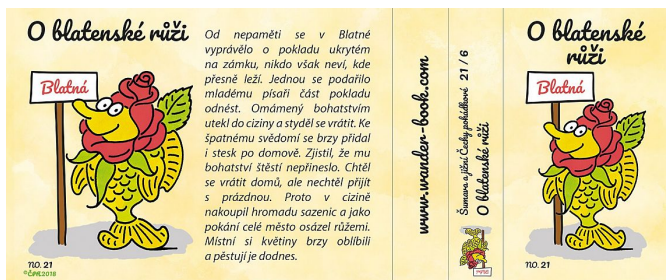 O blatenské růži
Blatná
no. 21
©ČPR2018
Od nepaměti se v Blatné
vyprávělo o pokladu ukrytém
na zámku, nikdo však neví, kde
přesně leží. Jednou se podařilo
mladému písaři část pokladu
odnést. Omámený bohatstvím
utekl do ciziny a styděl se vrátit. Ke
špatnému svědomí se brzy přidal
i stesk po domově. Zjistil, že mu
bohatství štěstí nepřineslo. Chtěl
se vrátit domů, ale nechtěl přijít
s prázdnou. Proto v cizině
nakoupil hromadu sazenic a jako
pokání celé město osázel růžemi.
Místní si květiny brzy oblíbili
a pěstují je dodnes.
www.wander-book.com
Šumava a jižní Čechy pohádkové 21 / 6
O blatenské růži
O blatenské
růži
Blatná
no. 21